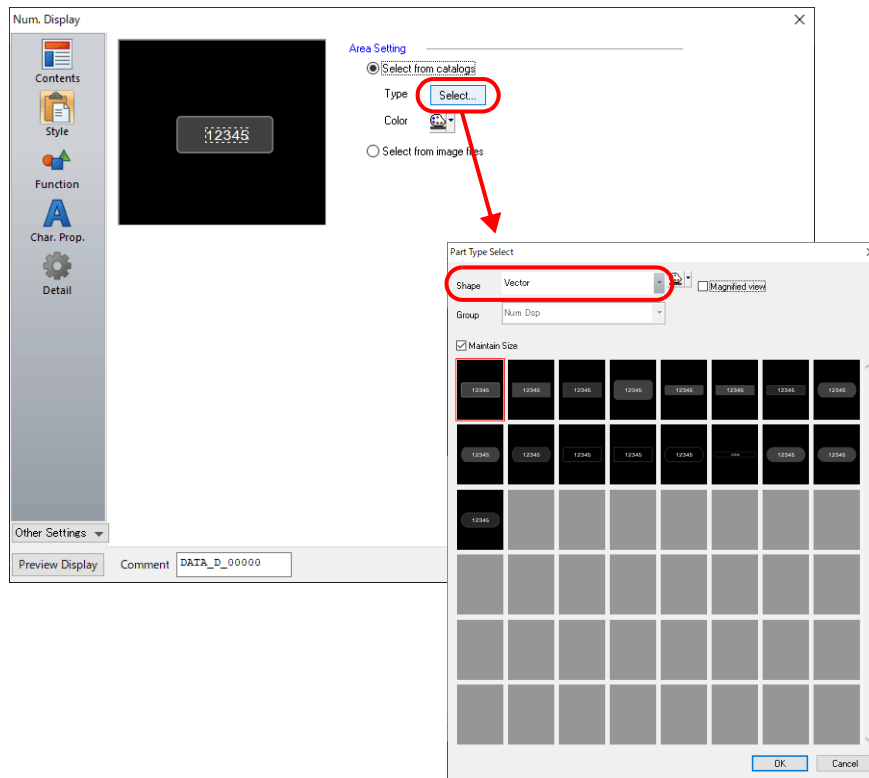 Num. Display
Contents
Style
Function
Char. Prop.
Detail
Other Settings
Preview Display
Comment DATA_D_00000
12345
Area Setting
Select from catalogs
Type Select...
Color
Select from image files
Part Type Select
Shape Vector
Magnified view
Group Num Dsp
Maintain Size
12345 12345 12345 12345 12345 12345 12345 12345
12345 12345 12345 12345 12345 12345 12345
12345
OK Cancel